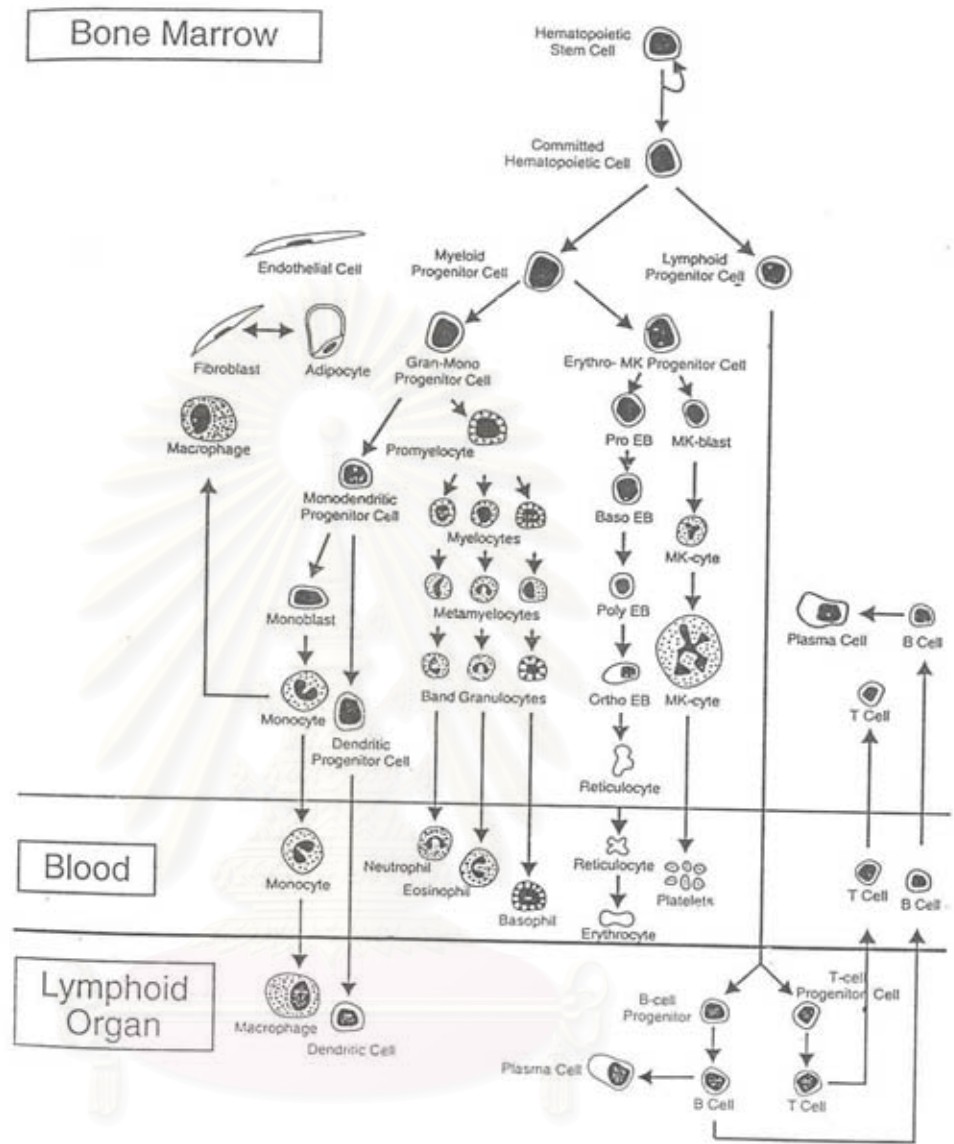 Bone Marrow
Hematopoietic
Stem Cell
Committed
Hematopoietic Cell
Endothelial Cell
Myeloid
Progenitor Cell
Lymphoid
Progenitor Cell
Fibroblast
Adipocyte
Gran-Mono
Progenitor Cell
Erythro- MK Progenitor Cell
Macrophage
Promyelocyte
Pro EB
MK-blast
Monodendritic
Progenitor Cell
Myelocytes
Baso EB
MK-cyte
Monoblast
Metamyelocytes
Poly EB
Plasma Cell
B Cell
Monocyte
Band Granulocytes
Grtho EB
MK-cyte
T Cell
Dendritic
Progenitor Cell
Reticulocyte
Blood
Monocyte
Neutrophil
Eosinophil
Basophil
Reticulocyte
Erythrocyte
Platelets
T Cell
B Cell
Lymphoid
Organ
Macrophage
Dendritic Cell
B-cell
Progenitor
T-cell
Progenitor Cell
Plasma Cell
B Cell
T Cell